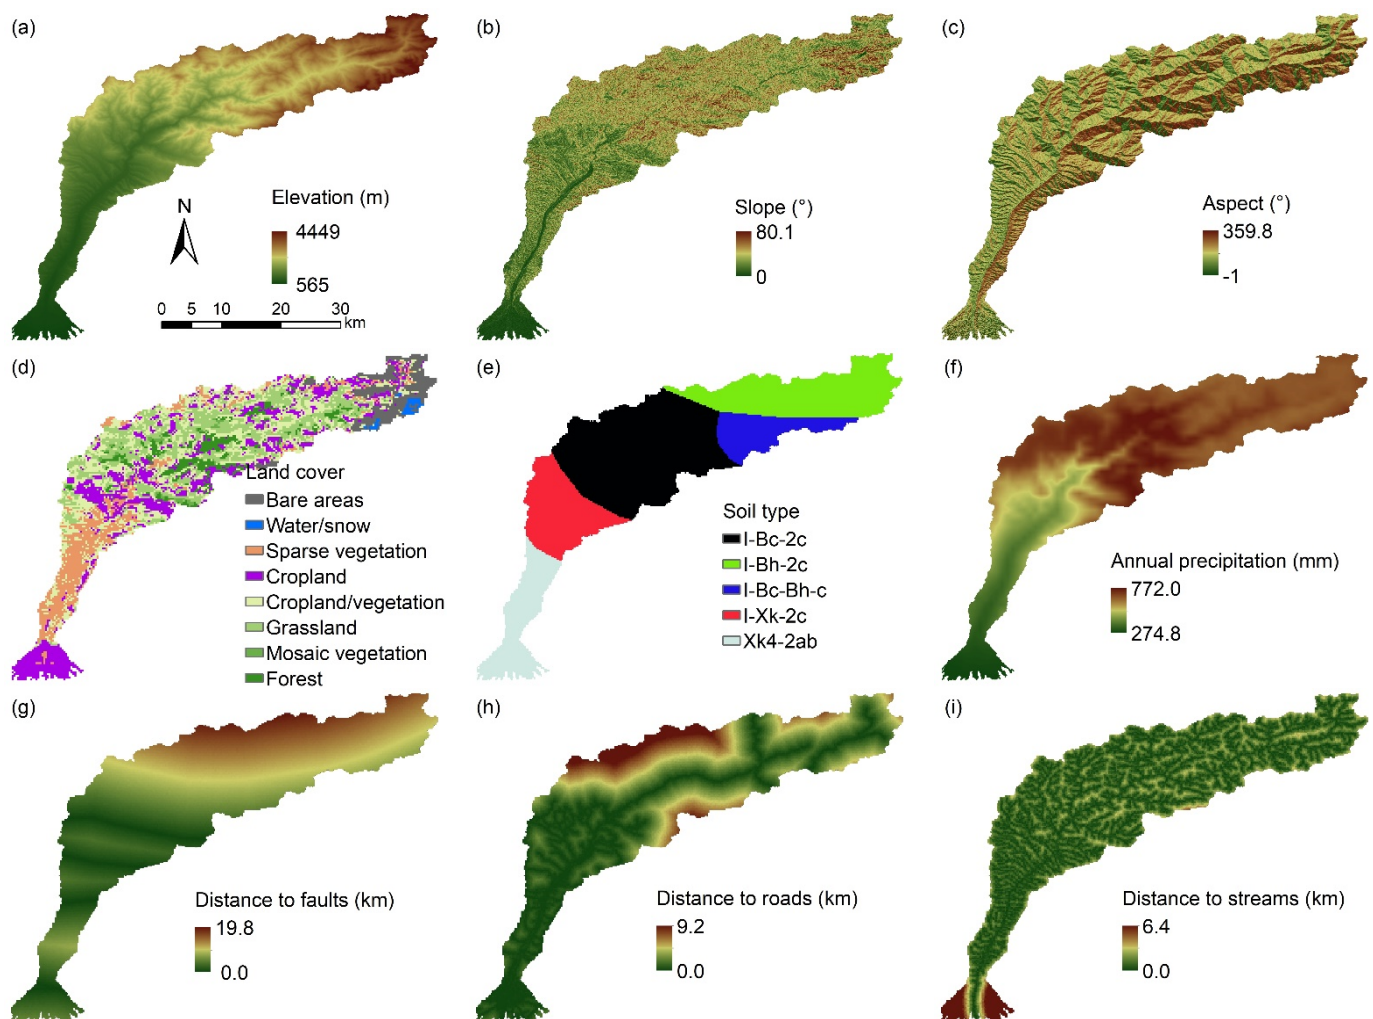 (a)
(b)
(c)
Elevation (m)
4449
565
N
0 5 10 20 30
km
Slope (°)
80.1
0
Aspect (°)
359.8
-1
(d)
(e)
(f)
Land cover
Bare areas
Water/snow
Sparse vegetation
Cropland
Cropland/vegetation
Grassland
Mosaic vegetation
Forest
Soil type
I-Bc-2c
I-Bh-2c
I-Bc-Bh-c
I-Xk-2c
Xk4-2ab
Annual precipitation (mm)
772.0
274.8
(g)
(h)
(i)
Distance to faults (km)
19.8
0.0
Distance to roads (km)
9.2
0.0
Distance to streams (km)
6.4
0.0